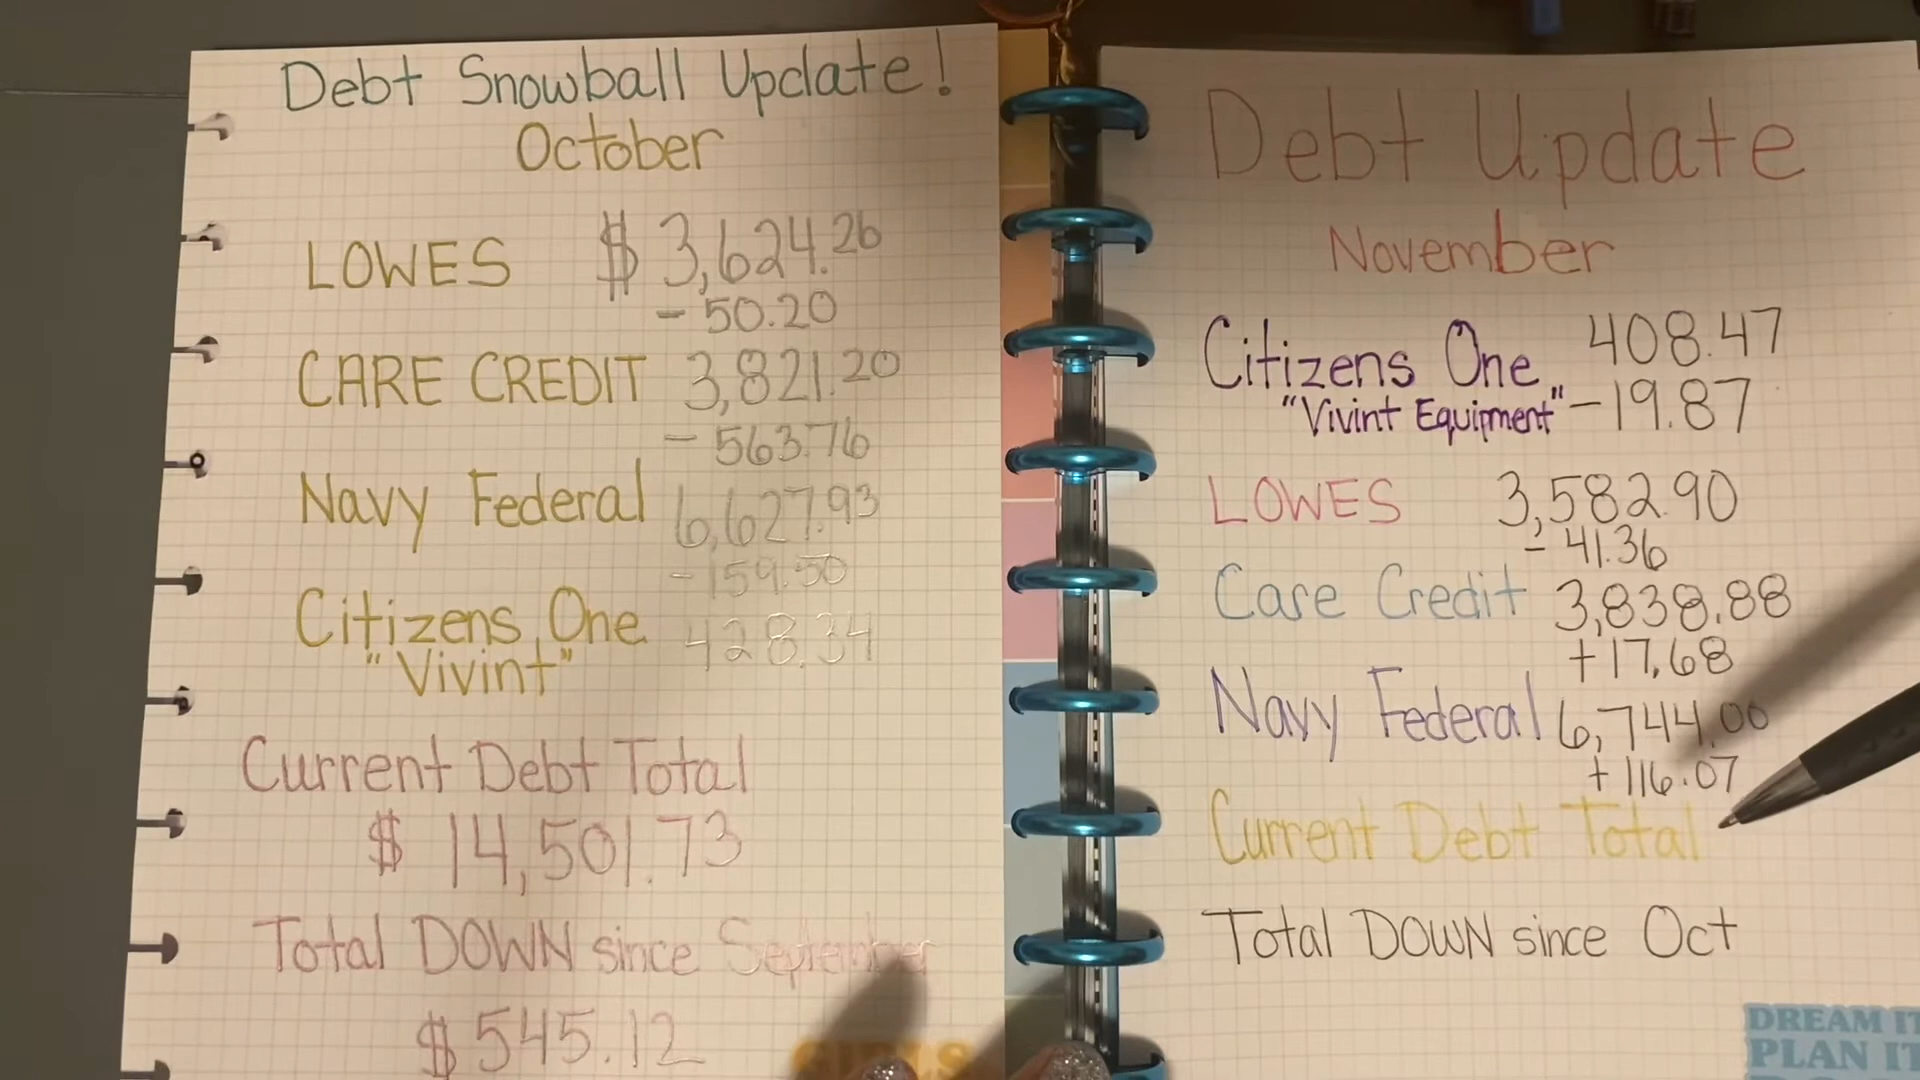 Debt Snowball Update!
October
LOWES $ 3,624.26
- 50.20
CARE CREDIT 3,821.20
- 563.76
Navy Federal 6,627.93
- 159.50
Citizens One 428.34
"Vivint"
Current Debt Total
$ 14,501.73
Total DOWN since September
$ 545.12
GIRLS
Debt Update
November
Citizens One 408.47
"Vivint Equipment" -19.87
LOWES 3,582.90
- 41.36
Care Credit 3,838.88
+17.68
Navy Federal 6,744.00
+ 116.07
Current Debt Total
Total DOWN since Oct
DREAM IT
PLAN IT